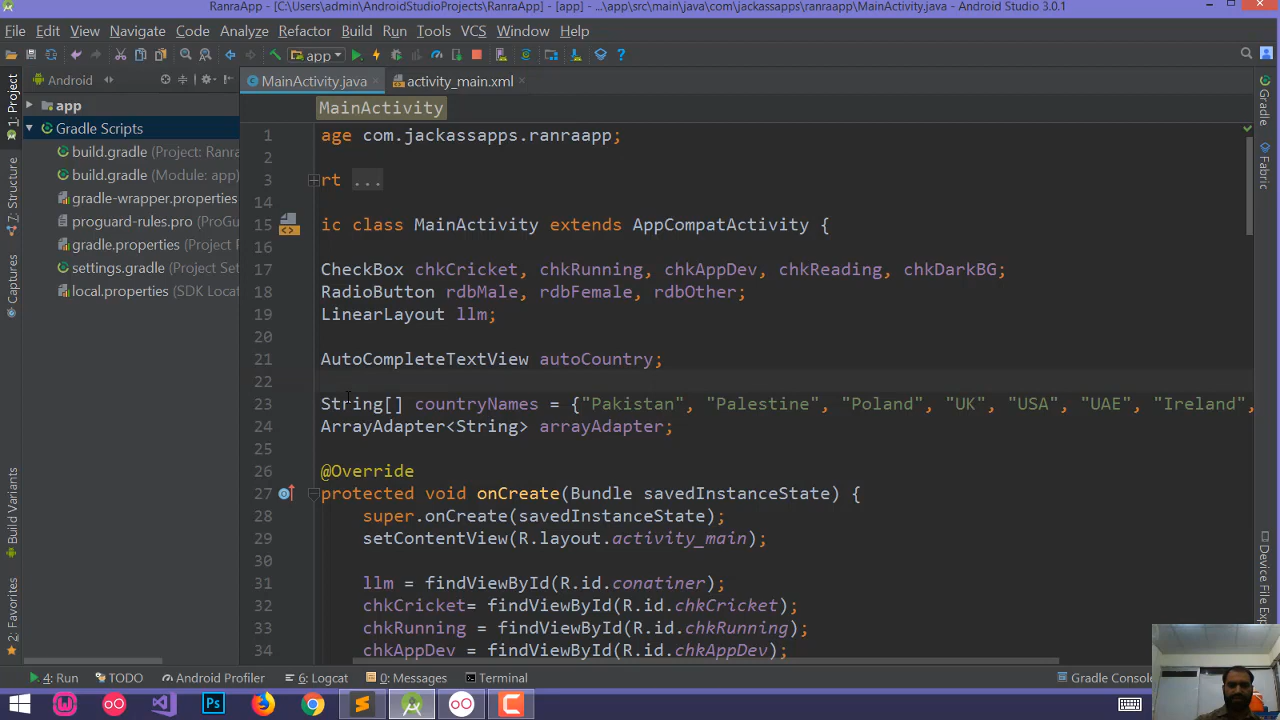 RanraApp - [C:\Users\admin\AndroidStudioProjects\RanraApp] - [app] - ...\app\src\main\java\com\jackassapps\ranraapp\MainActivity.java - Android Studio 3.0.1
File Edit View Navigate Code Analyze Refactor Build Run Tools VCS Window Help
app
Android
MainActivity.java
activity_main.xml
MainActivity
app
Gradle Scripts
build.gradle (Project: Ranra
build.gradle (Module: app)
gradle-wrapper.properties
proguard-rules.pro (ProGu
gradle.properties (Project
settings.gradle (Project Set
local.properties (SDK Locat
1: Project
7: Structure
Captures
Build Variants
2: Favorites
Gradle
Fabric
Device File Exp
1 age com.jackassapps.ranraapp;
2
3 rt ...
14
15 ic class MainActivity extends AppCompatActivity {
16
17 CheckBox chkCricket, chkRunning, chkAppDev, chkReading, chkDarkBG;
18 RadioButton rdbMale, rdbFemale, rdbOther;
19 LinearLayout llm;
20
21 AutoCompleteTextView autoCountry;
22
23 String[] countryNames = {"Pakistan", "Palestine", "Poland", "UK", "USA", "UAE", "Ireland",
24 ArrayAdapter<String> arrayAdapter;
25
26 @Override
27 protected void onCreate(Bundle savedInstanceState) {
28 super.onCreate(savedInstanceState);
29 setContentView(R.layout.activity_main);
30
31 llm = findViewById(R.id.conatiner);
32 chkCricket= findViewById(R.id.chkCricket);
33 chkRunning = findViewById(R.id.chkRunning);
34 chkAppDev = findViewById(R.id.chkAppDev);
4: Run TODO Android Profiler 6: Logcat 0: Messages Terminal Gradle Conso
Ps